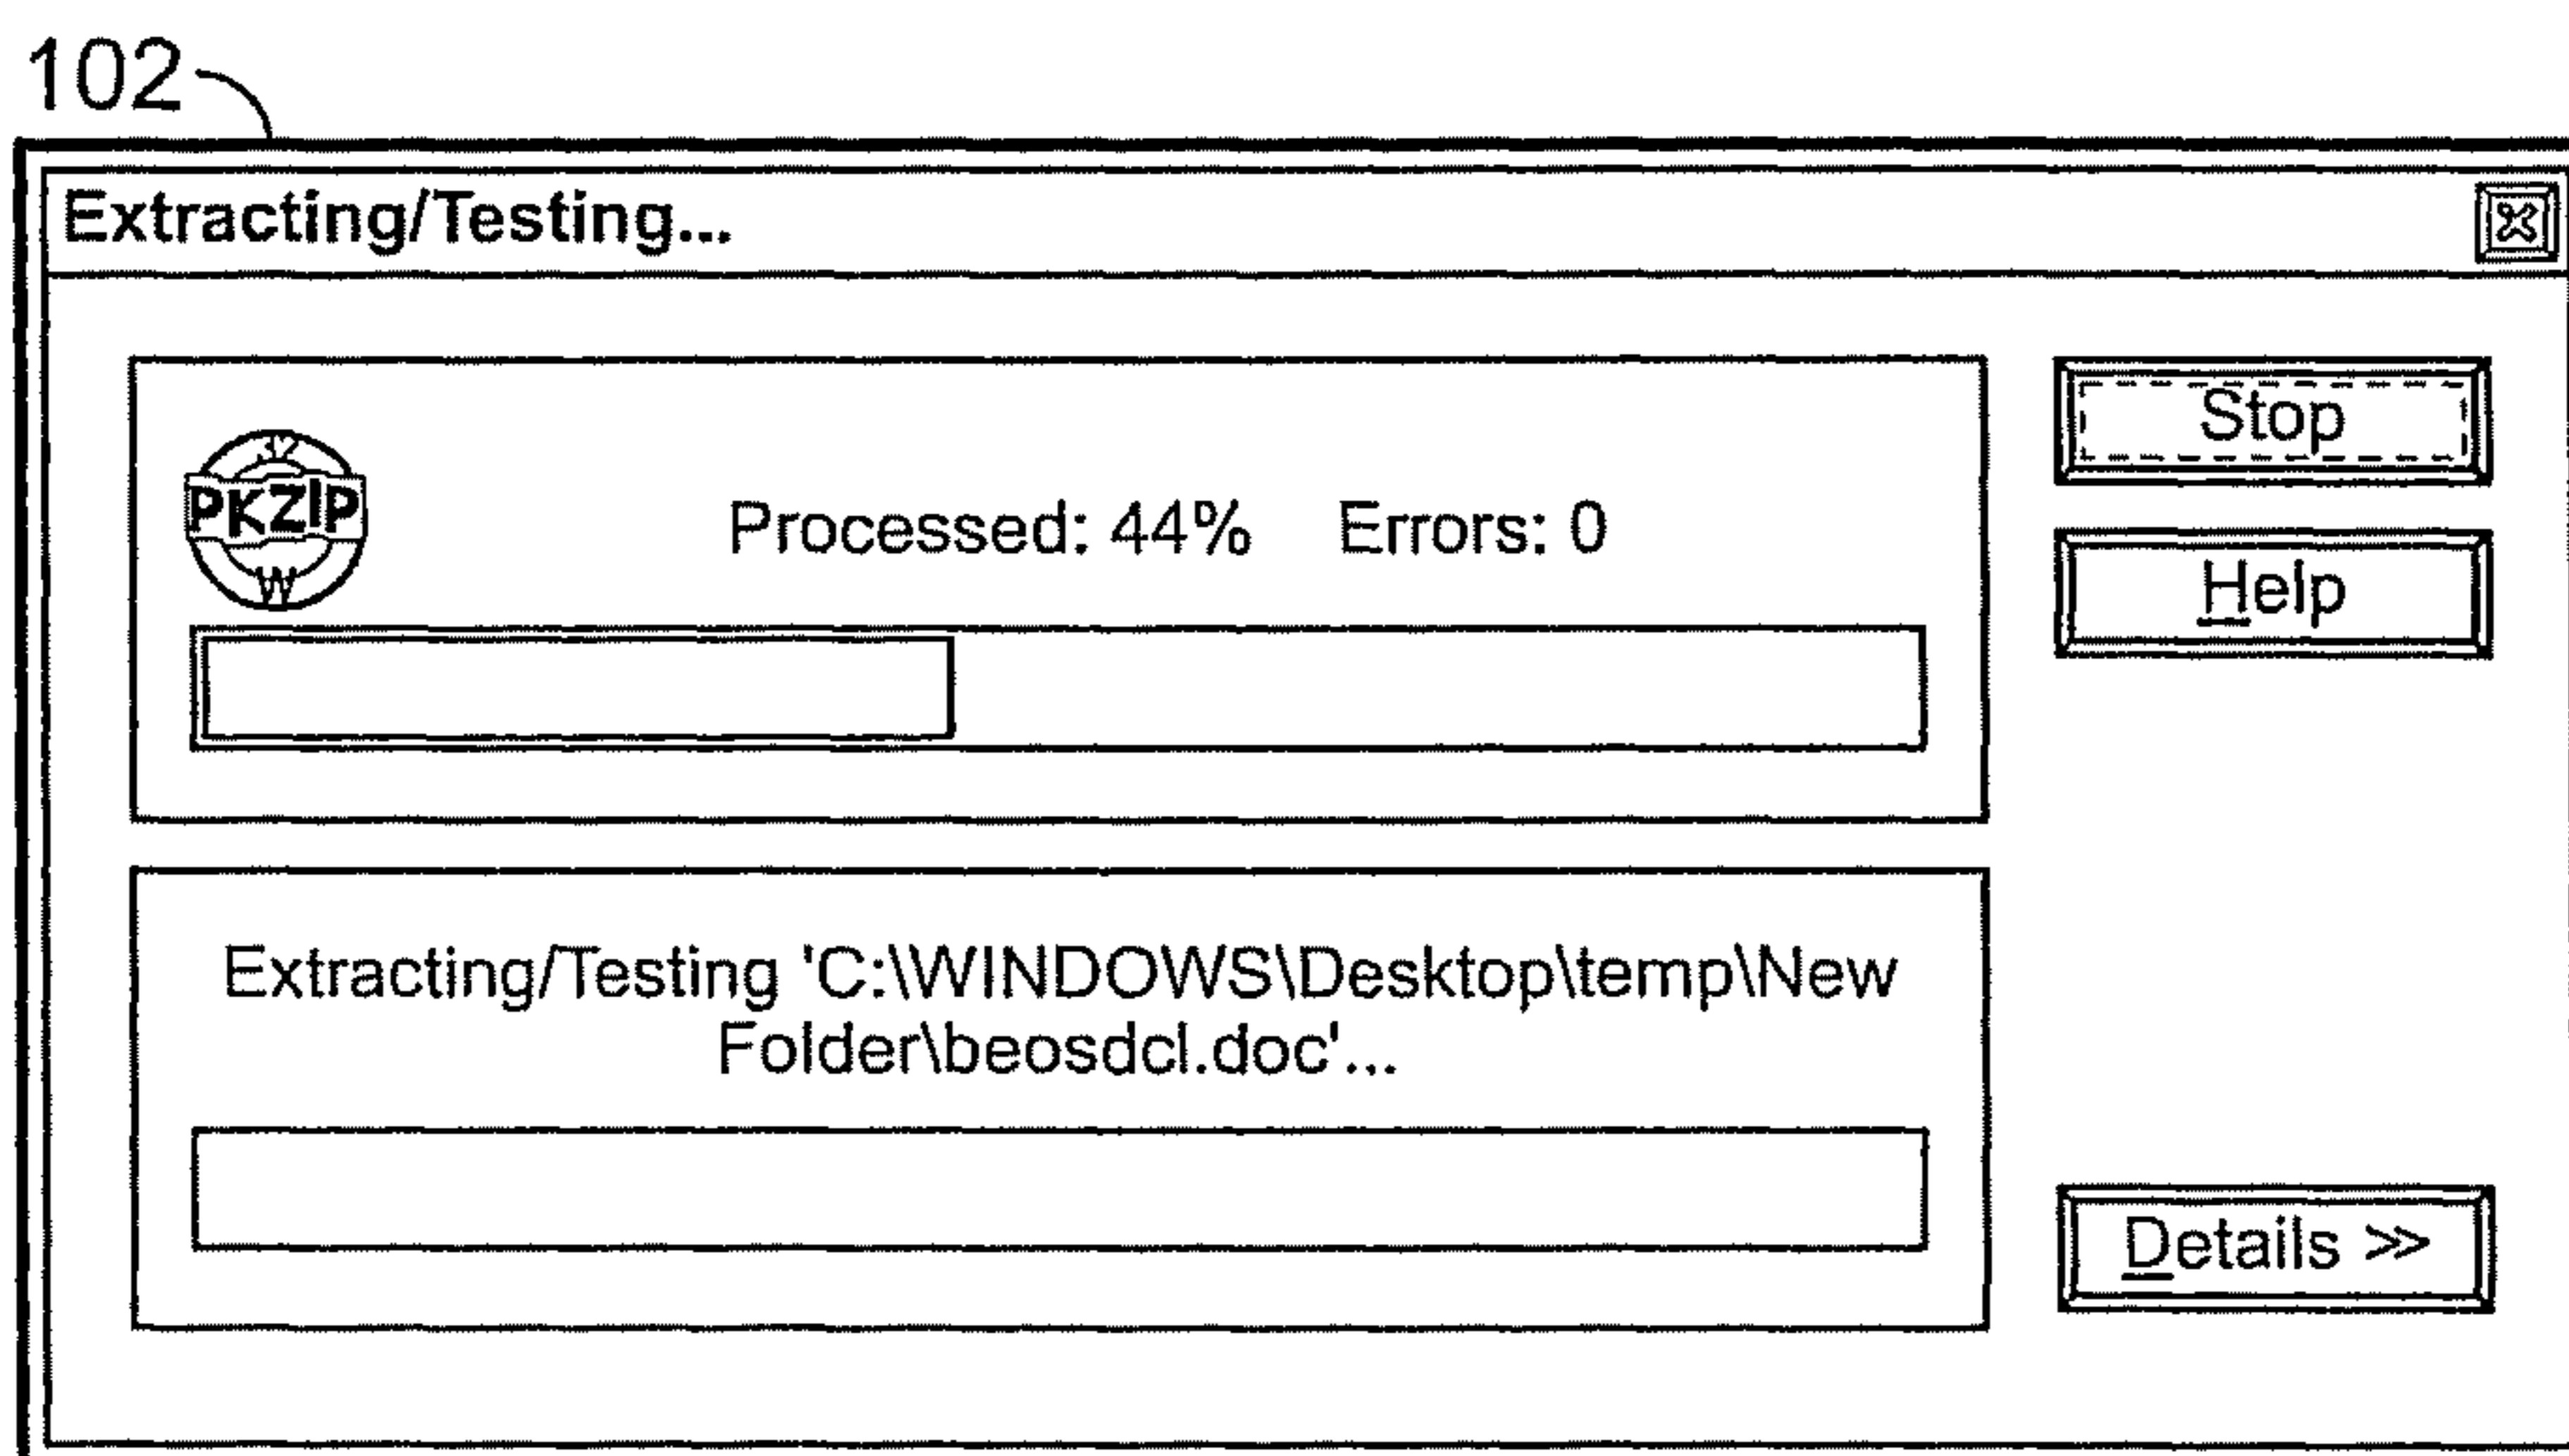 102
Extracting/Testing...
Stop
PKZIP
W
Processed: 44% Errors: 0
Help
Extracting/Testing 'C:\WINDOWS\Desktop\temp\New
Folder\beosdcl.doc'...
Details >>